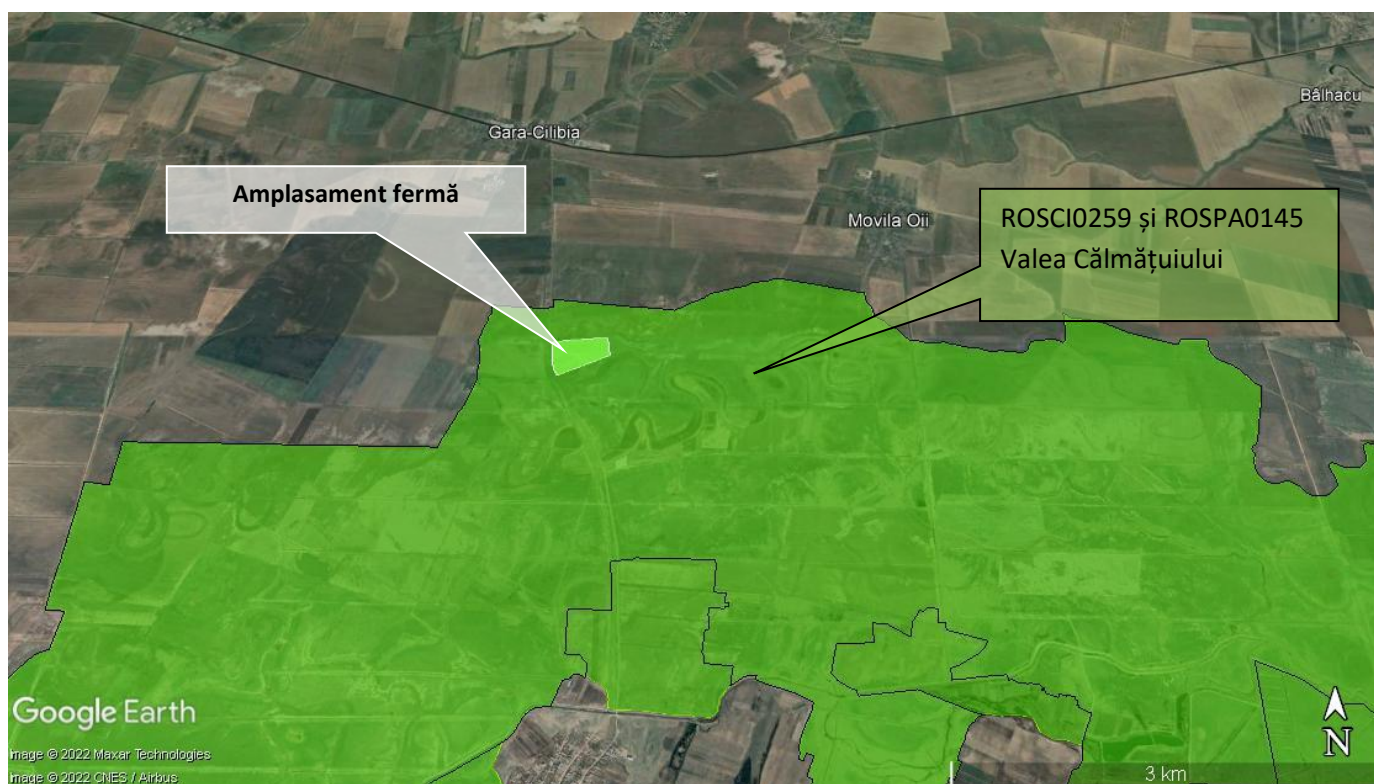 Bâlhacu
Gara-Cilibia
Amplasament fermă
Movila Oii
ROSCI0259 și ROSPA0145
Valea Călmățuiului
Google Earth
Image © 2022 Maxar Technologies
Image © 2022 CNES / Airbus
N
3 km